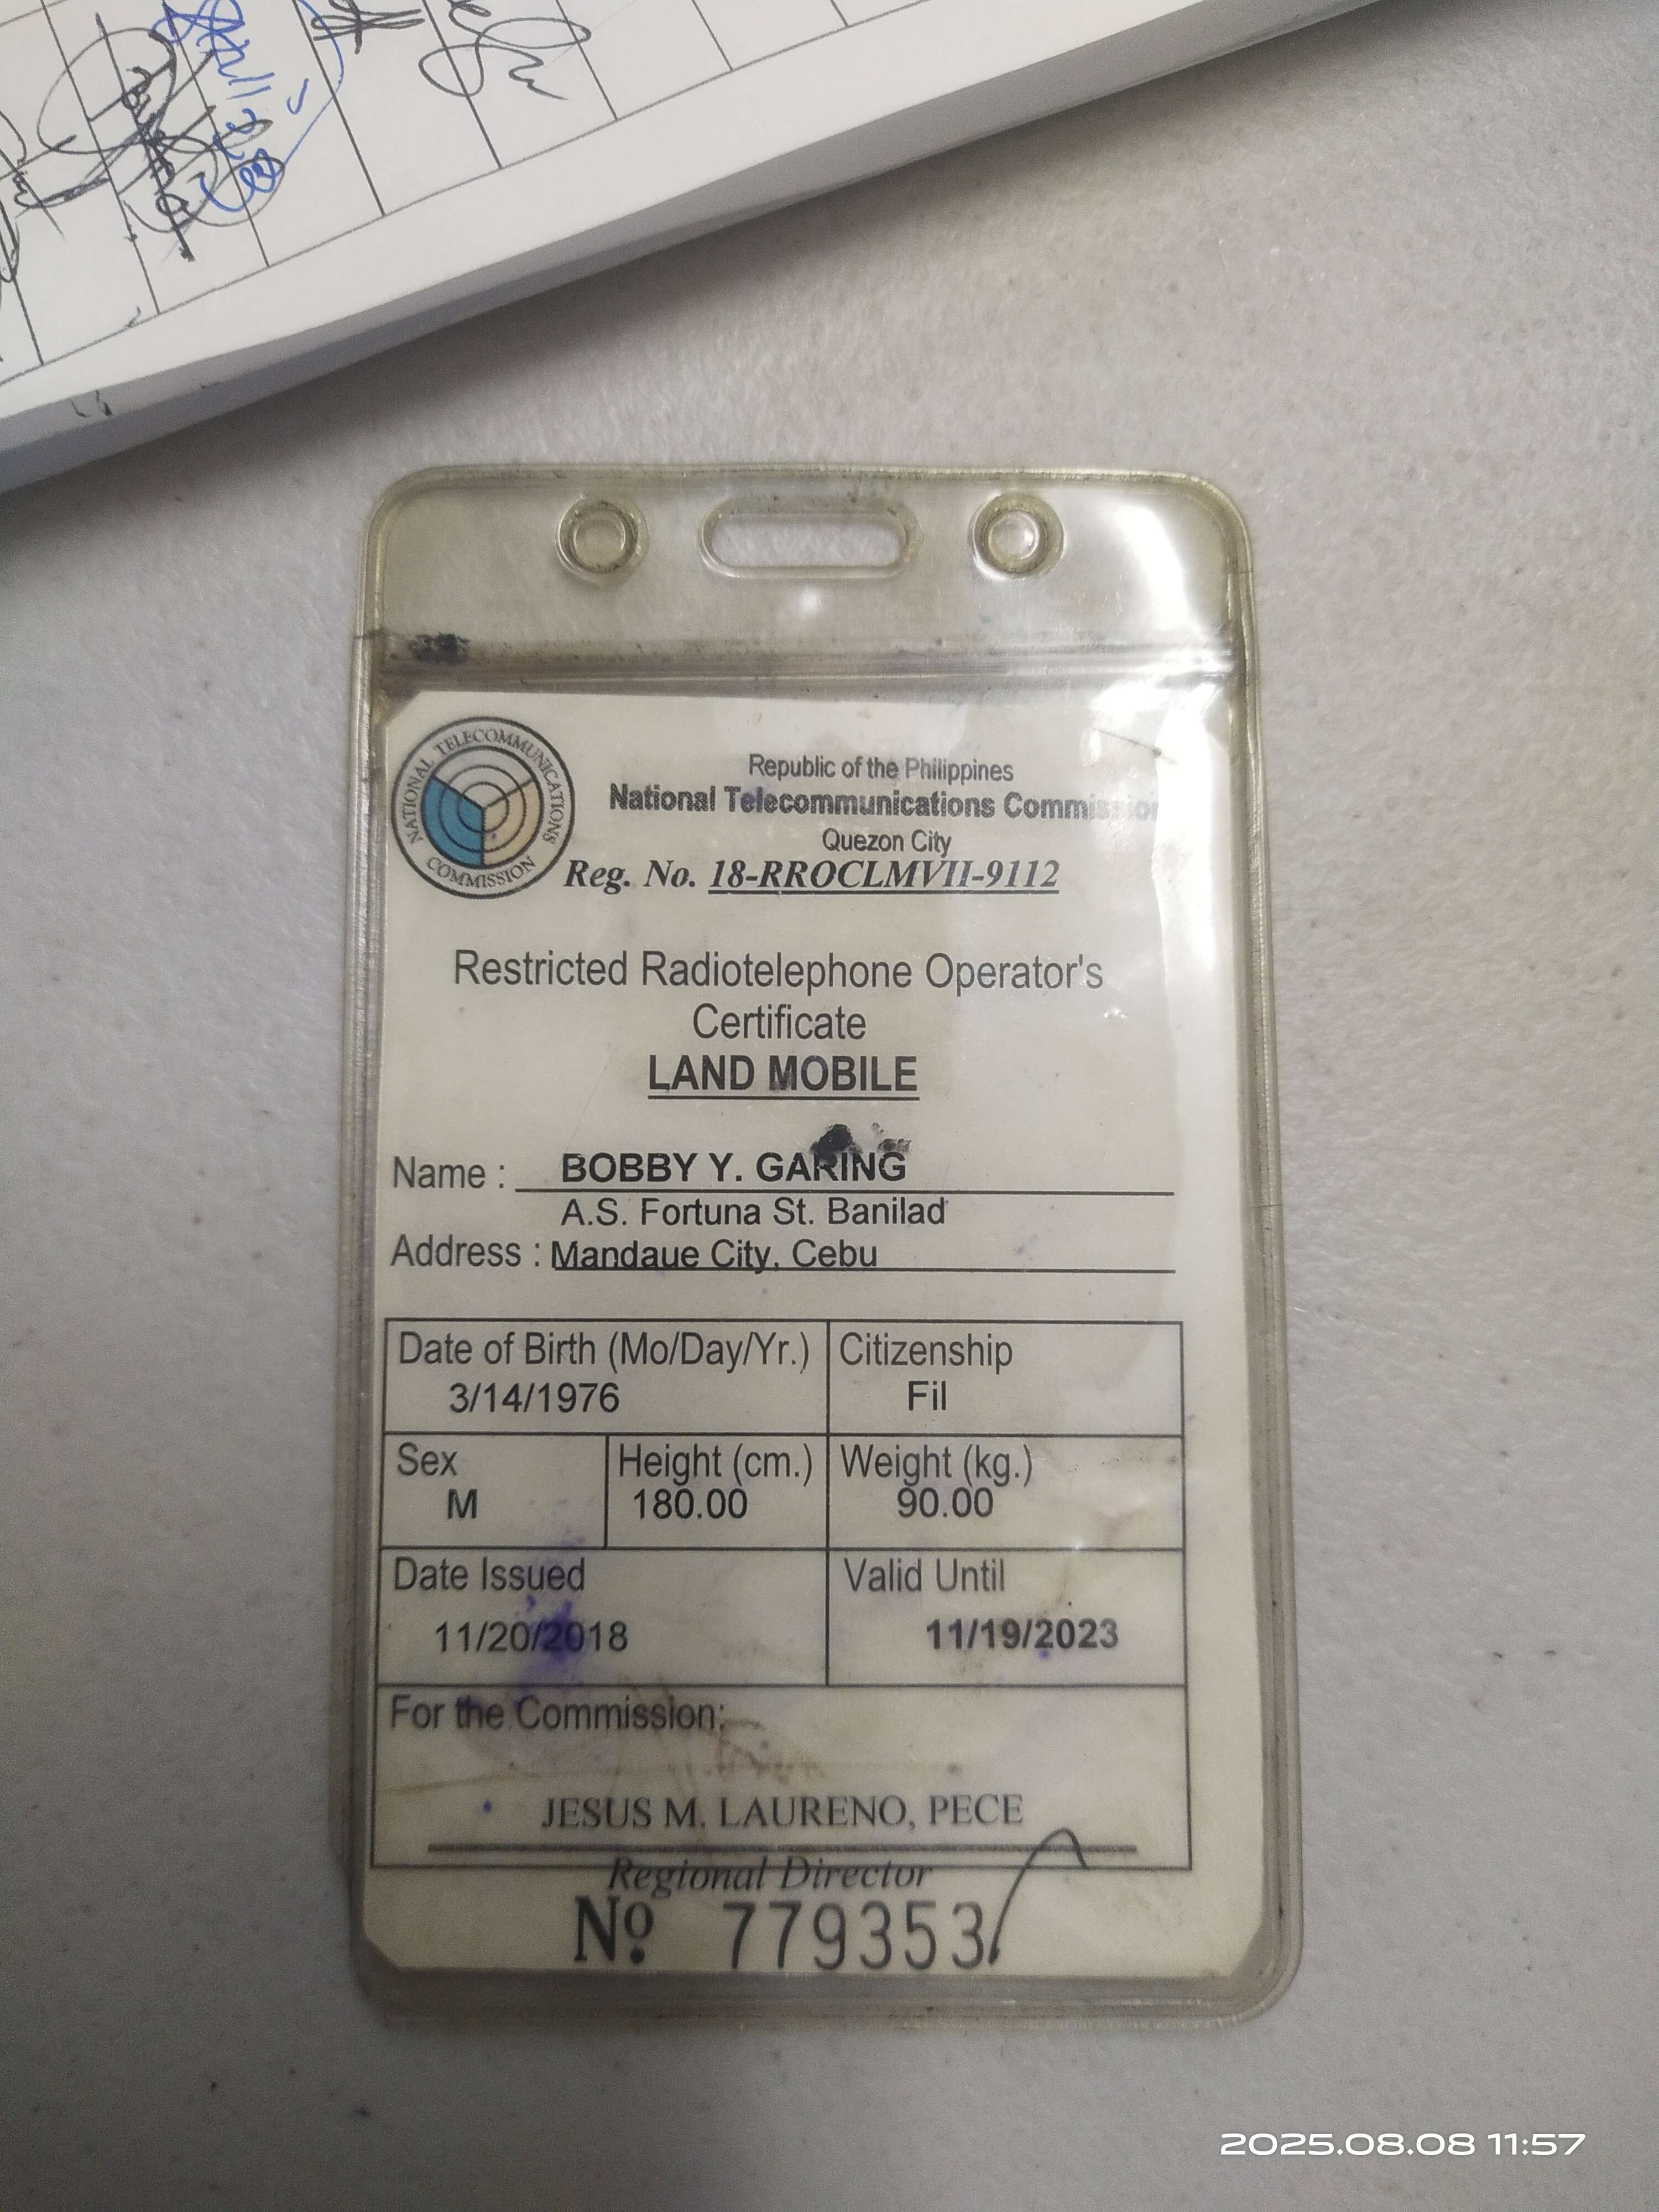 NATIONAL TELECOMMUNICATIONS COMMISSION
Republic of the Philippines
National Telecommunications Commission
Quezon City
Reg. No. 18-RROCLMVII-9112
Restricted Radiotelephone Operator's
Certificate
LAND MOBILE
Name : BOBBY Y. GARING
A.S. Fortuna St. Banilad
Address : Mandaue City, Cebu
Date of Birth (Mo/Day/Yr.) Citizenship
3/14/1976 Fil
Sex Height (cm.) Weight (kg.)
M 180.00 90.00
Date Issued Valid Until
11/20/2018 11/19/2023
For the Commission:
JESUS M. LAURENO, PECE
Regional Director
No 779353
2025.08.08 11:57